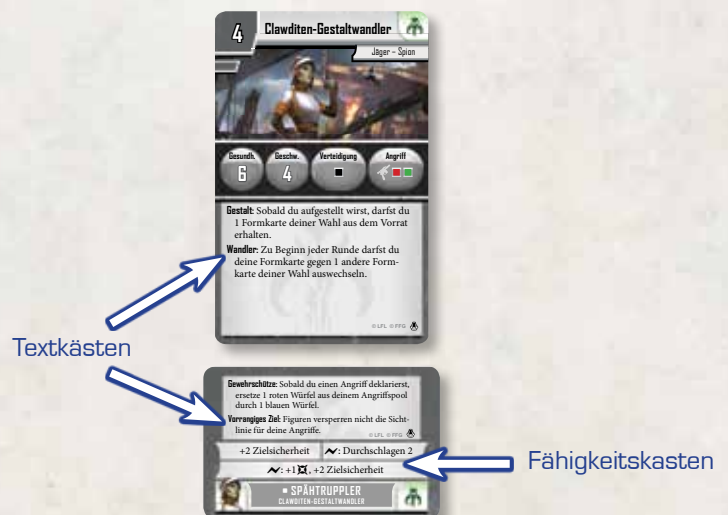 4
Clawditen-Gestaltwandler
Jäger – Spion
Gesundh.
6
Geschw.
4
Verteidigung
Angriff
Gestalt: Sobald du aufgestellt wirst, darfst du
1 Formkarte deiner Wahl aus dem Vorrat
erhalten.
Wandler: Zu Beginn jeder Runde darfst du
deine Formkarte gegen 1 andere Form-
karte deiner Wahl auswechseln.
© LFL © FFG
Textkästen
Gewehrschütze: Sobald du einen Angriff deklarierst,
ersetze 1 roten Würfel aus deinem Angriffspool
durch 1 blauen Würfel.
Vorrangiges Ziel: Figuren versperren nicht die Sicht-
linie für deine Angriffe.
© LFL © FFG
+2 Zielsicherheit
: Durchschlagen 2
: +1, +2 Zielsicherheit
Fähigkeitskasten
SPÄHTRUPPLER
CLAWDITEN-GESTALTWANDLER